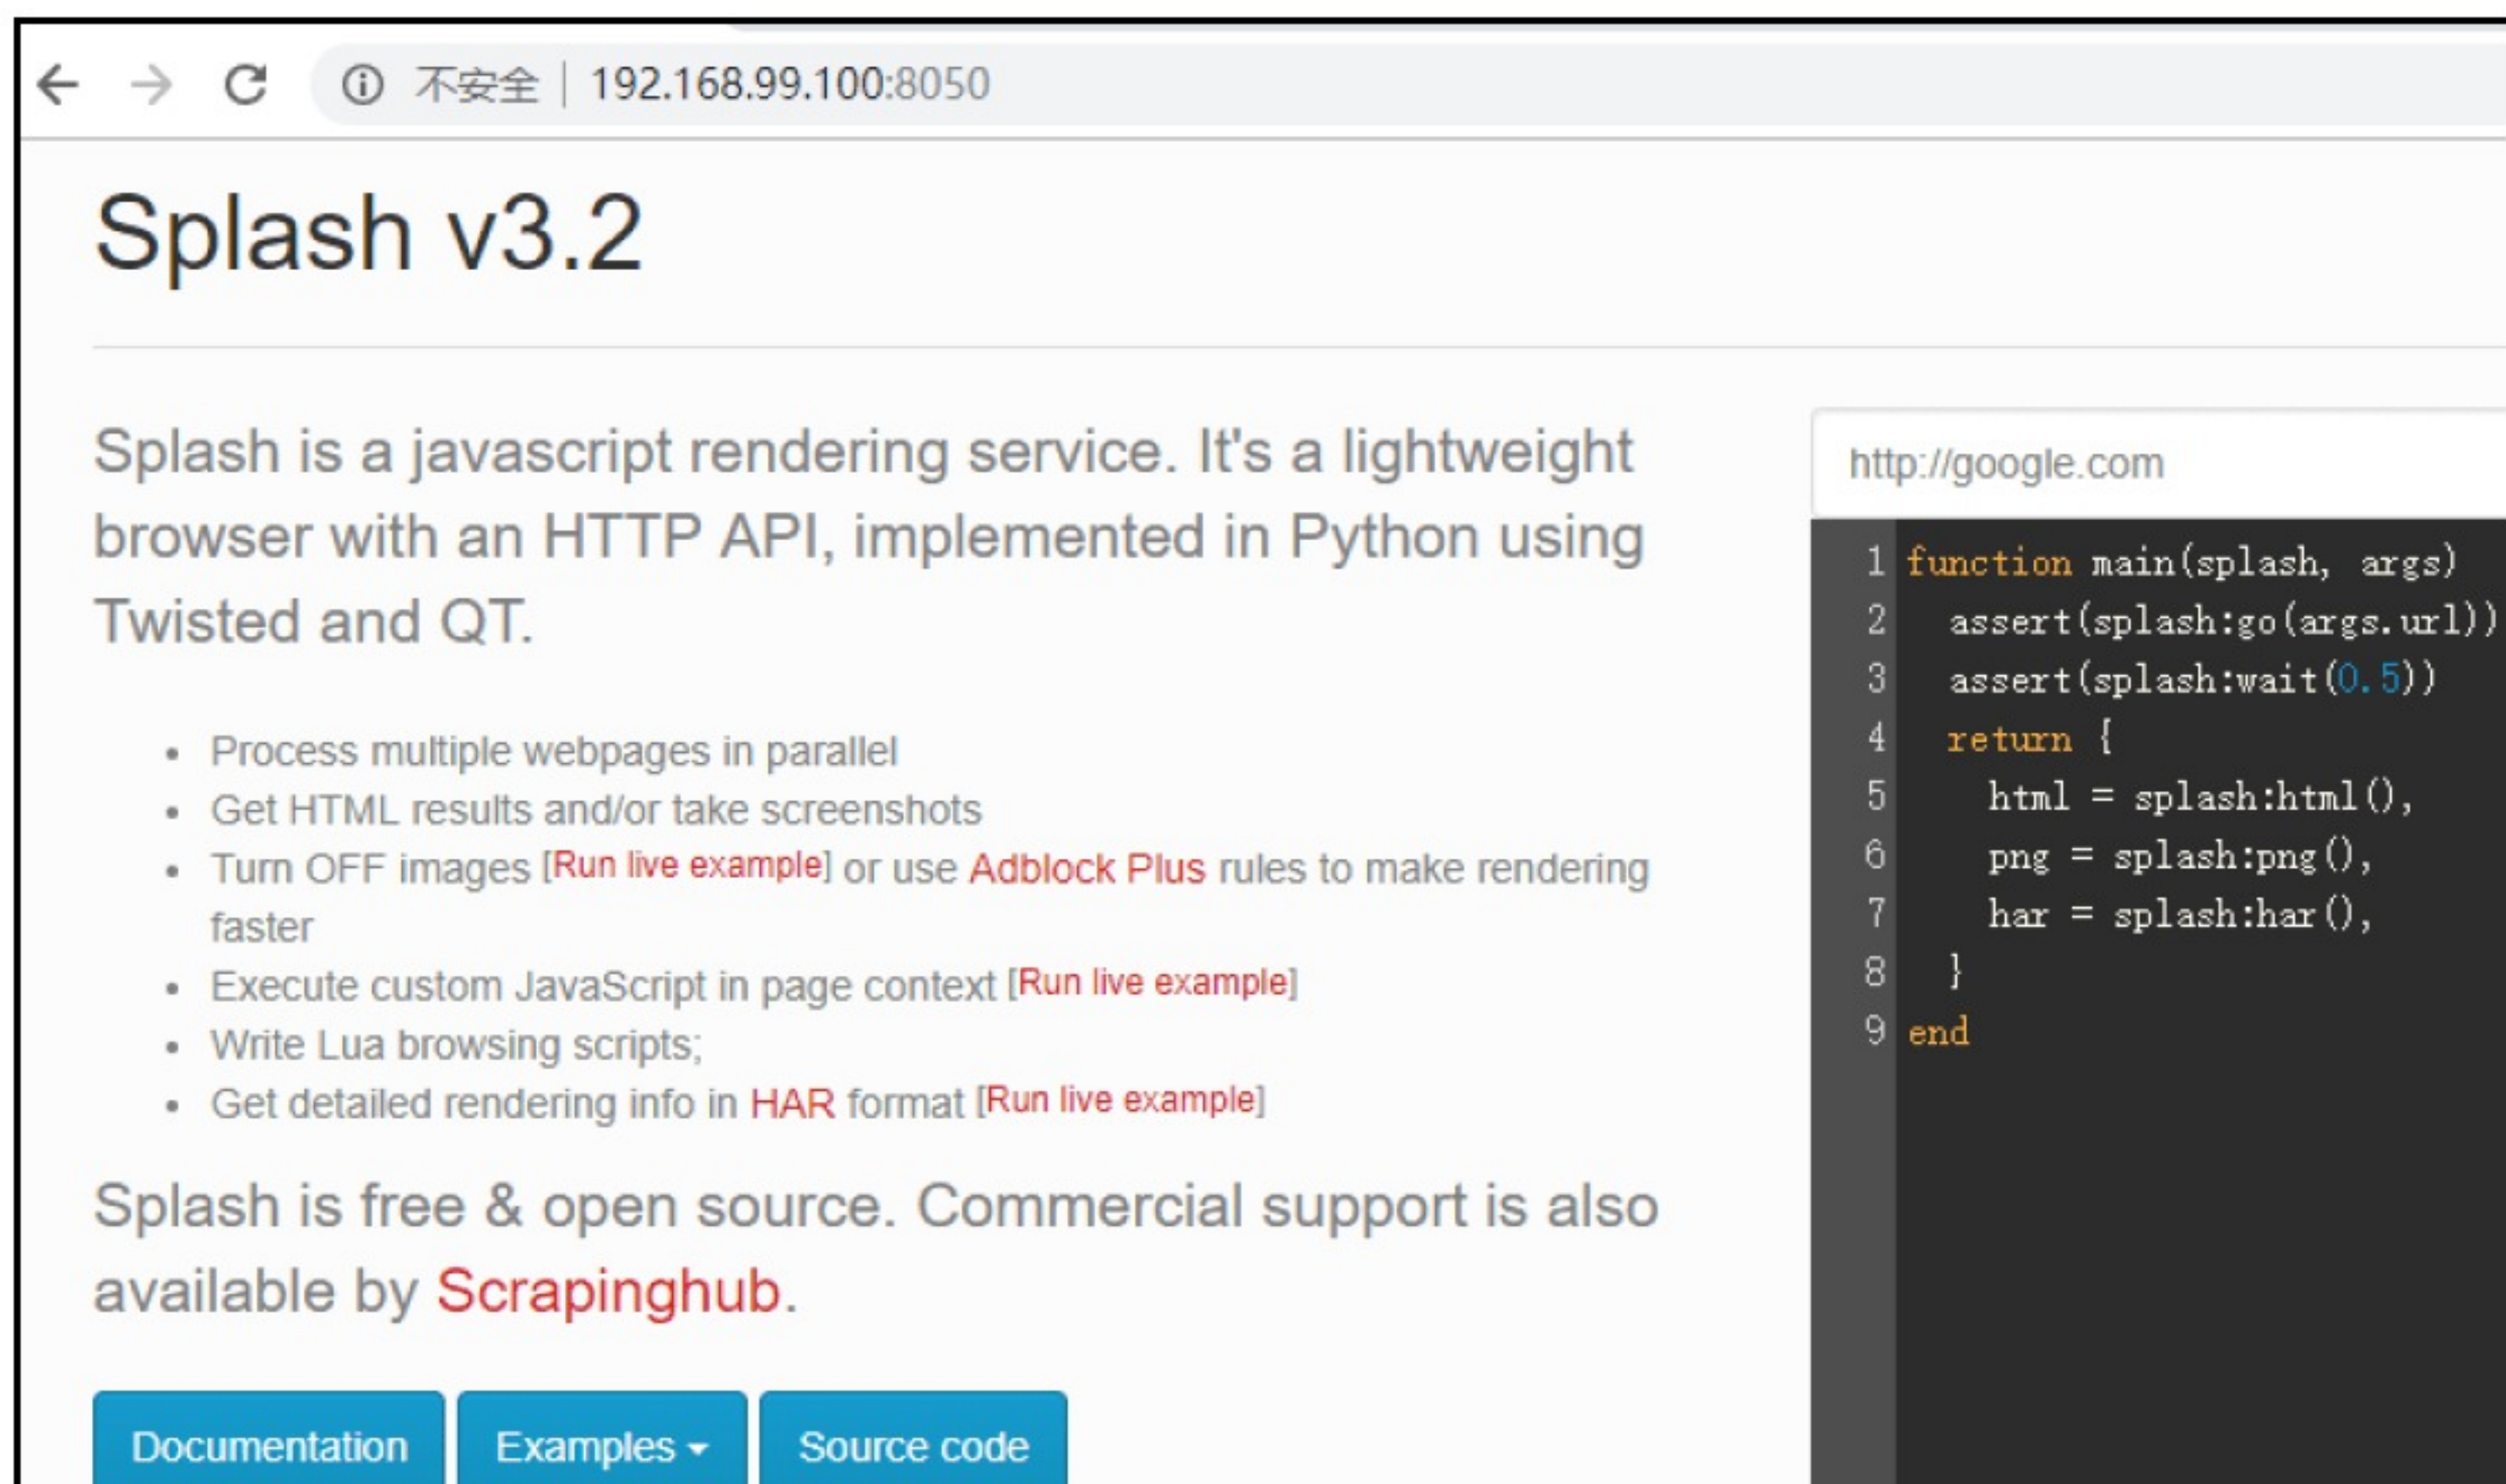 不安全 | 192.168.99.100:8050
Splash v3.2
Splash is a javascript rendering service. It's a lightweight
browser with an HTTP API, implemented in Python using
Twisted and QT.
• Process multiple webpages in parallel
• Get HTML results and/or take screenshots
• Turn OFF images [Run live example] or use Adblock Plus rules to make rendering
faster
• Execute custom JavaScript in page context [Run live example]
• Write Lua browsing scripts;
• Get detailed rendering info in HAR format [Run live example]
Splash is free & open source. Commercial support is also
available by Scrapinghub.
Documentation Examples Source code
http://google.com
1 function main(splash, args)
2 assert(splash:go(args.url))
3 assert(splash:wait(0.5))
4 return {
5 html = splash:html(),
6 png = splash:png(),
7 har = splash:har(),
8 }
9 end